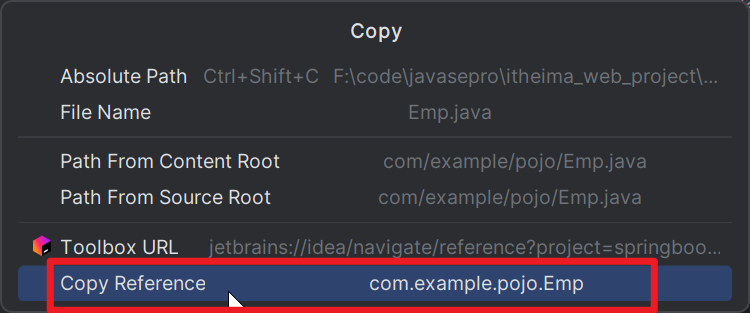 Copy
Absolute Path Ctrl+Shift+C F:\code\javasepro\itheima_web_project\...
File Name Emp.java
Path From Content Root com/example/pojo/Emp.java
Path From Source Root com/example/pojo/Emp.java
Toolbox URL jetbrains://idea/navigate/reference?project=springboo...
Copy Reference com.example.pojo.Emp